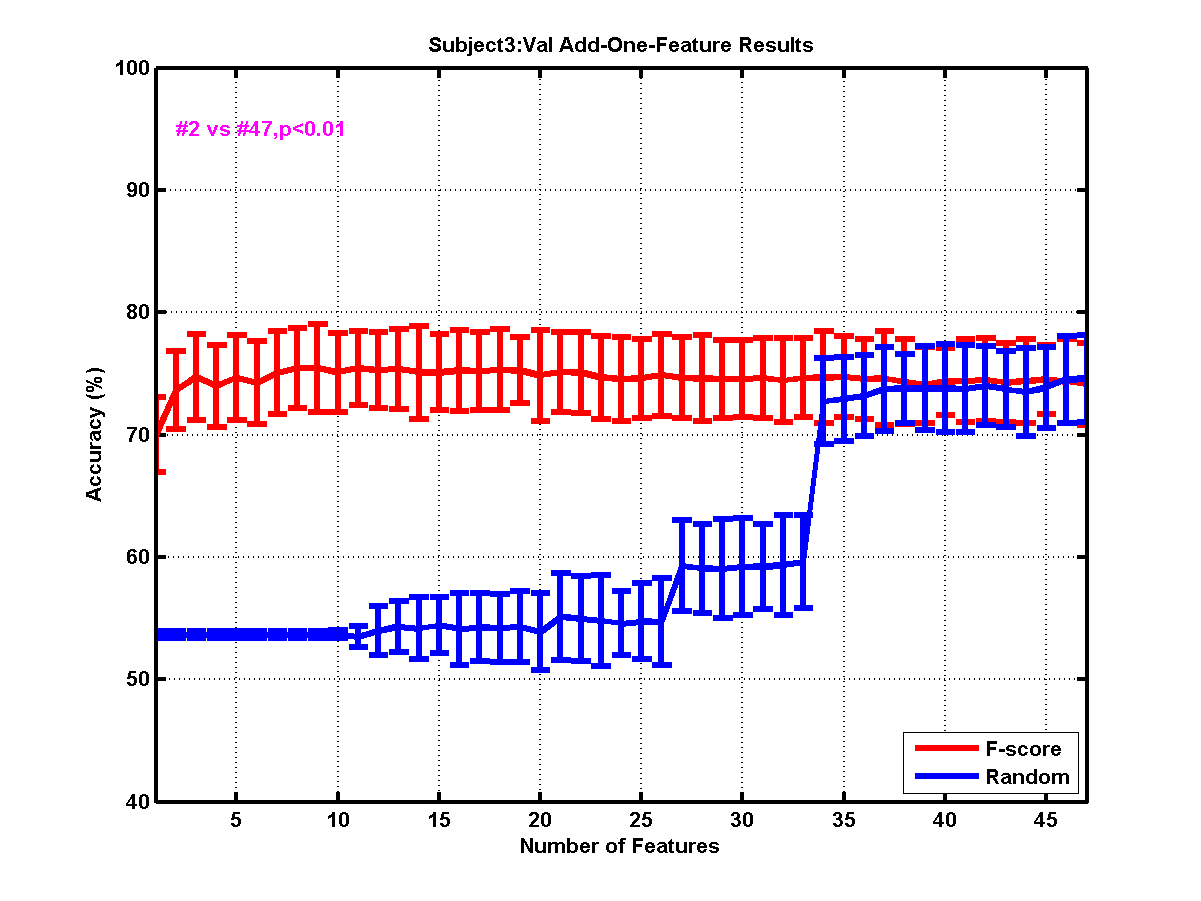 Subject3:Val Add-One-Feature Results
100
90
80
70
60
50
40
Accuracy (%)
#2 vs #47,p<0.01
F-score
Random
5 10 15 20 25 30 35 40 45
Number of Features